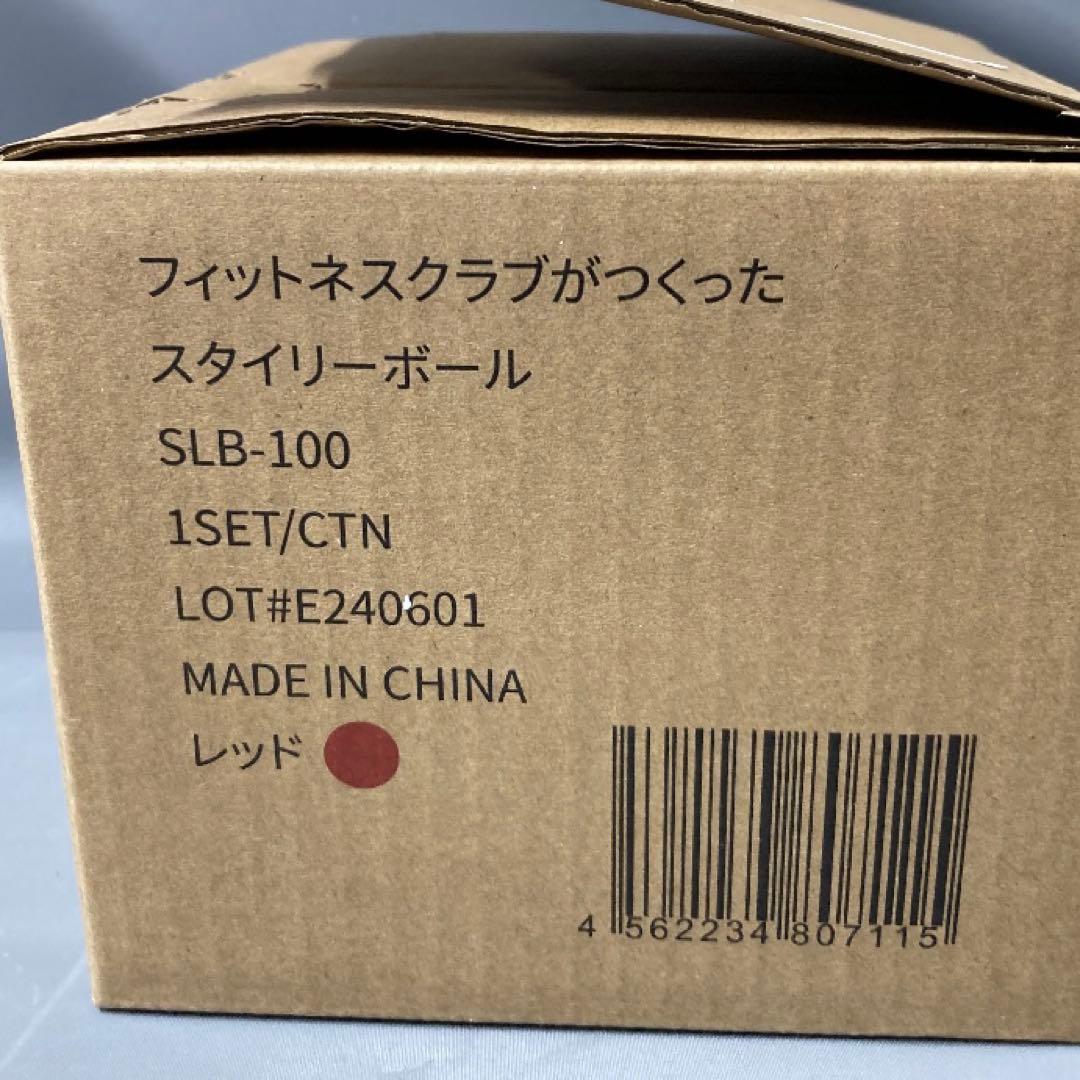 フィットネスクラブがつくった
スタイリーボール
SLB-100
1SET/CTN
LOT#E240601
MADE IN CHINA
レッド
4 562234 807115